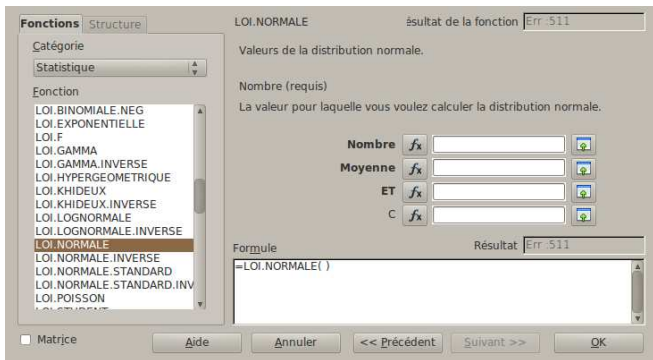 Fonctions Structure
Catégorie
Statistique
Fonction
LOI.BINOMIALE.NEG
LOI.EXPONENTIELLE
LOI.F
LOI.GAMMA
LOI.GAMMA.INVERSE
LOI.HYPERGEOMETRIQUE
LOI.KHIDEUX
LOI.KHIDEUX.INVERSE
LOI.LOGNORMALE
LOI.LOGNORMALE.INVERSE
LOI.NORMALE
LOI.NORMALE.INVERSE
LOI.NORMALE.STANDARD
LOI.NORMALE.STANDARD.INV
LOI.POISSON
LOI.STUDENT
LOI.NORMALE ésultat de la fonction Err :511
Valeurs de la distribution normale.
Nombre (requis)
La valeur pour laquelle vous voulez calculer la distribution normale.
Nombre fx
Moyenne fx
ET fx
C fx
Formule Résultat Err :511
=LOI.NORMALE( )
Matrice Aide Annuler << Précédent Suivant >> OK